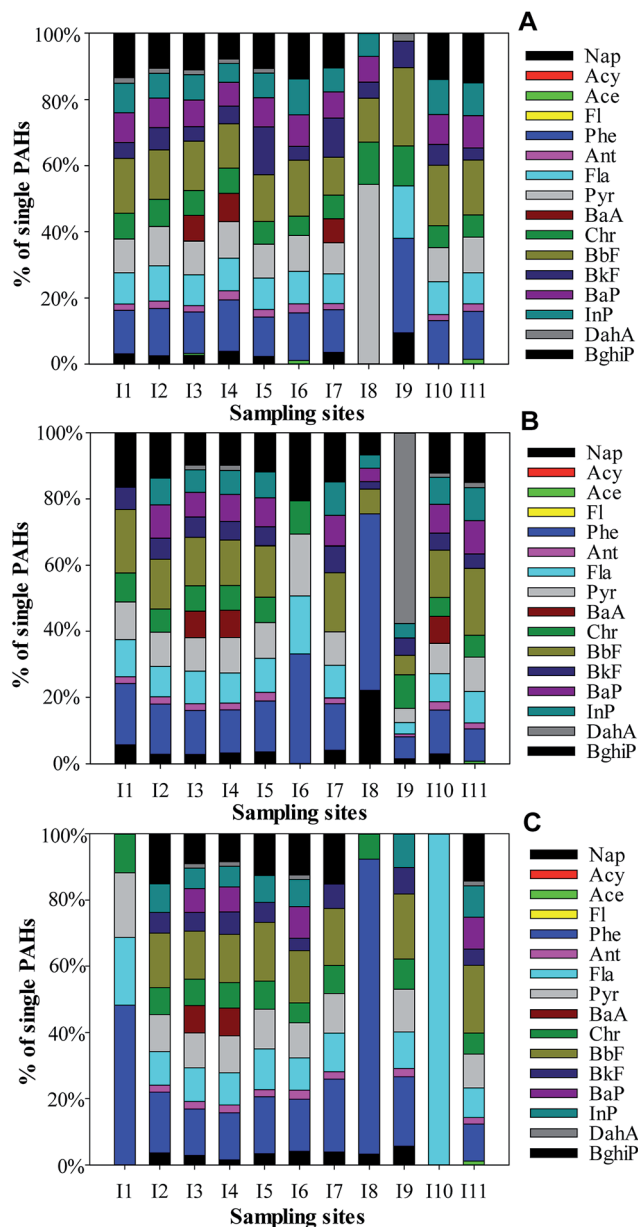 A
100%
80%
60%
40%
20%
0%
% of single PAHs
I1 I2 I3 I4 I5 I6 I7 I8 I9 I10 I11
Sampling sites
Nap
Acy
Ace
Fl
Phe
Ant
Fla
Pyr
BaA
Chr
BbF
BkF
BaP
InP
DahA
BghiP
B
100%
80%
60%
40%
20%
0%
% of single PAHs
I1 I2 I3 I4 I5 I6 I7 I8 I9 I10 I11
Sampling sites
Nap
Acy
Ace
Fl
Phe
Ant
Fla
Pyr
BaA
Chr
BbF
BkF
BaP
InP
DahA
BghiP
C
100%
80%
60%
40%
20%
0%
% of single PAHs
I1 I2 I3 I4 I5 I6 I7 I8 I9 I10 I11
Sampling sites
Nap
Acy
Ace
Fl
Phe
Ant
Fla
Pyr
BaA
Chr
BbF
BkF
BaP
InP
DahA
BghiP